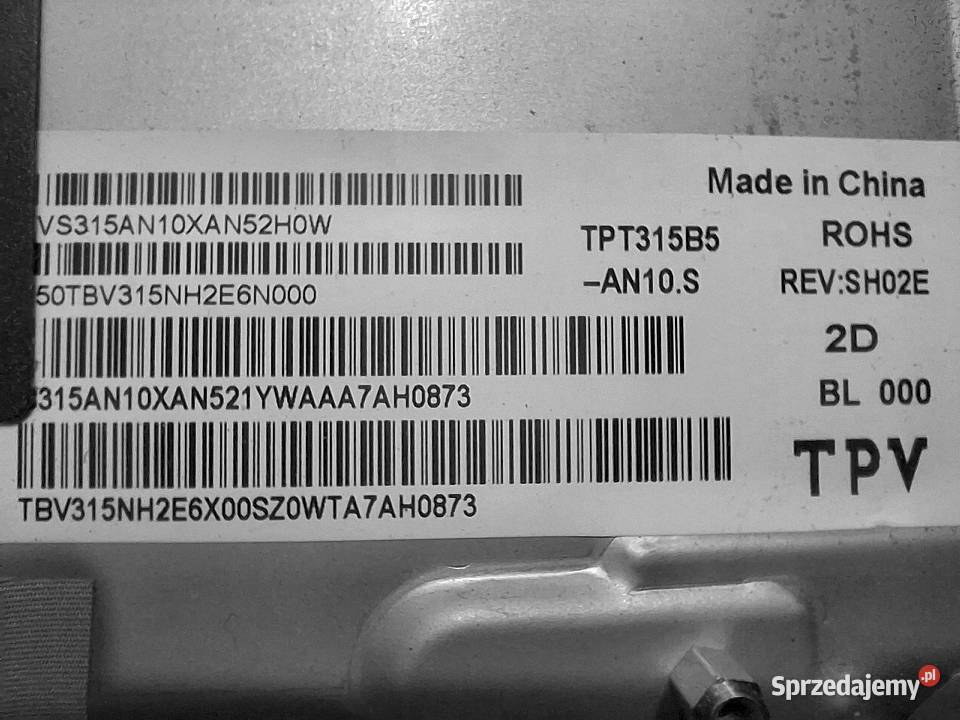 VS315AN10XAN52H0W
50TBV315NH2E6N000
315AN10XAN521YWAAA7AH0873
TBV315NH2E6X00SZ0WTA7AH0873
TPT315B5
–AN10.S
Made in China
ROHS
REV:SH02E
2D
BL 000
TPV
Sprzedajemy.pl